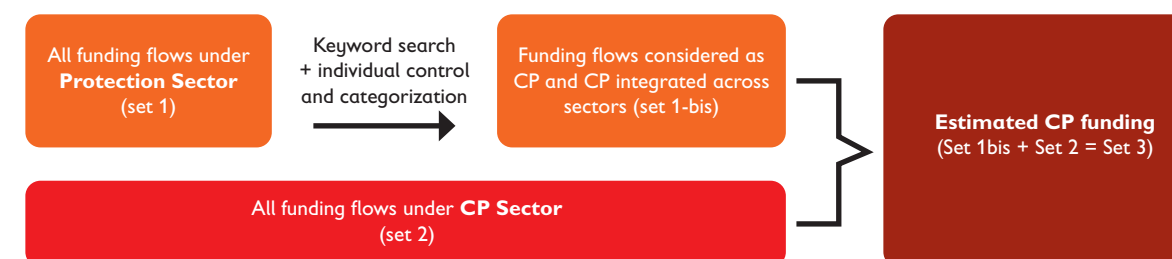 All funding flows under
Protection Sector
(set 1)
Keyword search
+ individual control
and categorization
Funding flows considered as
CP and CP integrated across
sectors (set 1-bis)
Estimated CP funding
(Set 1bis + Set 2 = Set 3)
All funding flows under CP Sector
(set 2)